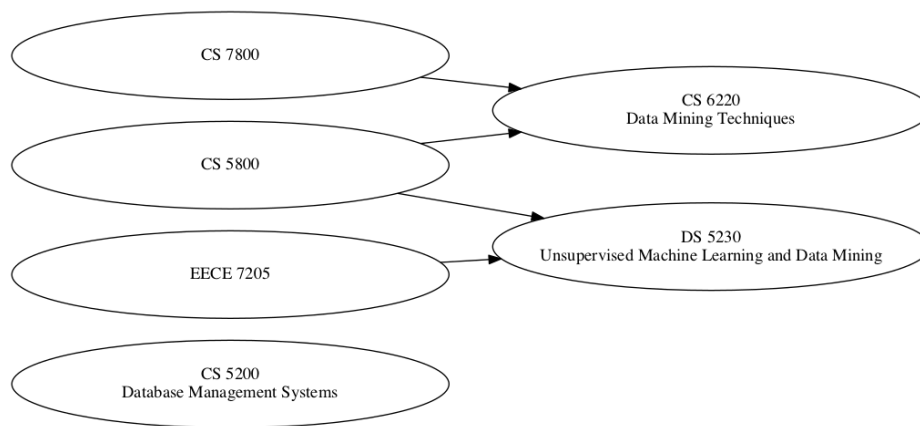 CS 7800
CS 5800
EECE 7205
CS 5200
Database Management Systems
CS 6220
Data Mining Techniques
DS 5230
Unsupervised Machine Learning and Data Mining